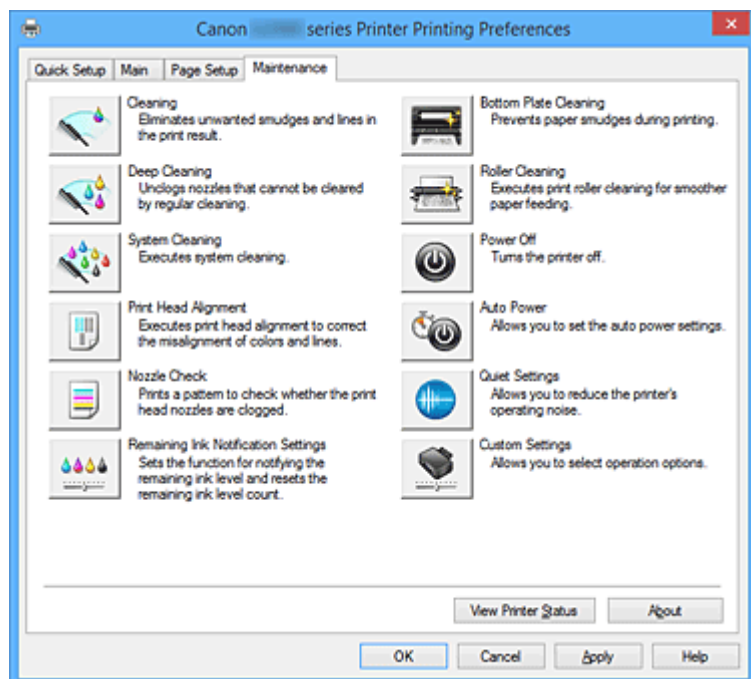 Canon series Printer Printing Preferences
Quick Setup Main Page Setup Maintenance
Cleaning
Eliminates unwanted smudges and lines in
the print result.
Deep Cleaning
Unclogs nozzles that cannot be cleared
by regular cleaning.
System Cleaning
Executes system cleaning.
Print Head Alignment
Executes print head alignment to correct
the misalignment of colors and lines.
Nozzle Check
Prints a pattern to check whether the print
head nozzles are clogged.
Remaining Ink Notification Settings
Sets the function for notifying the
remaining ink level and resets the
remaining ink level count.
Bottom Plate Cleaning
Prevents paper smudges during printing.
Roller Cleaning
Executes print roller cleaning for smoother
paper feeding.
Power Off
Turns the printer off.
Auto Power
Allows you to set the auto power settings.
Quiet Settings
Allows you to reduce the printer's
operating noise.
Custom Settings
Allows you to select operation options.
View Printer Status About
OK Cancel Apply Help